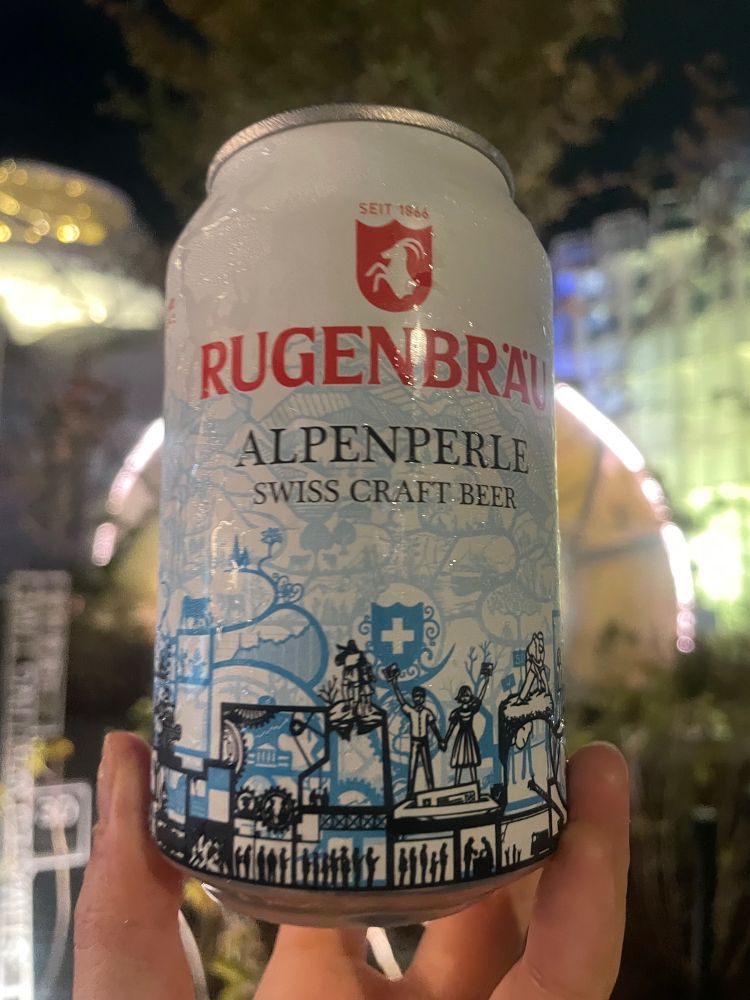 SEIT 1866
RUGENBRÄU
ALPENPERLE
SWISS CRAFT BEER